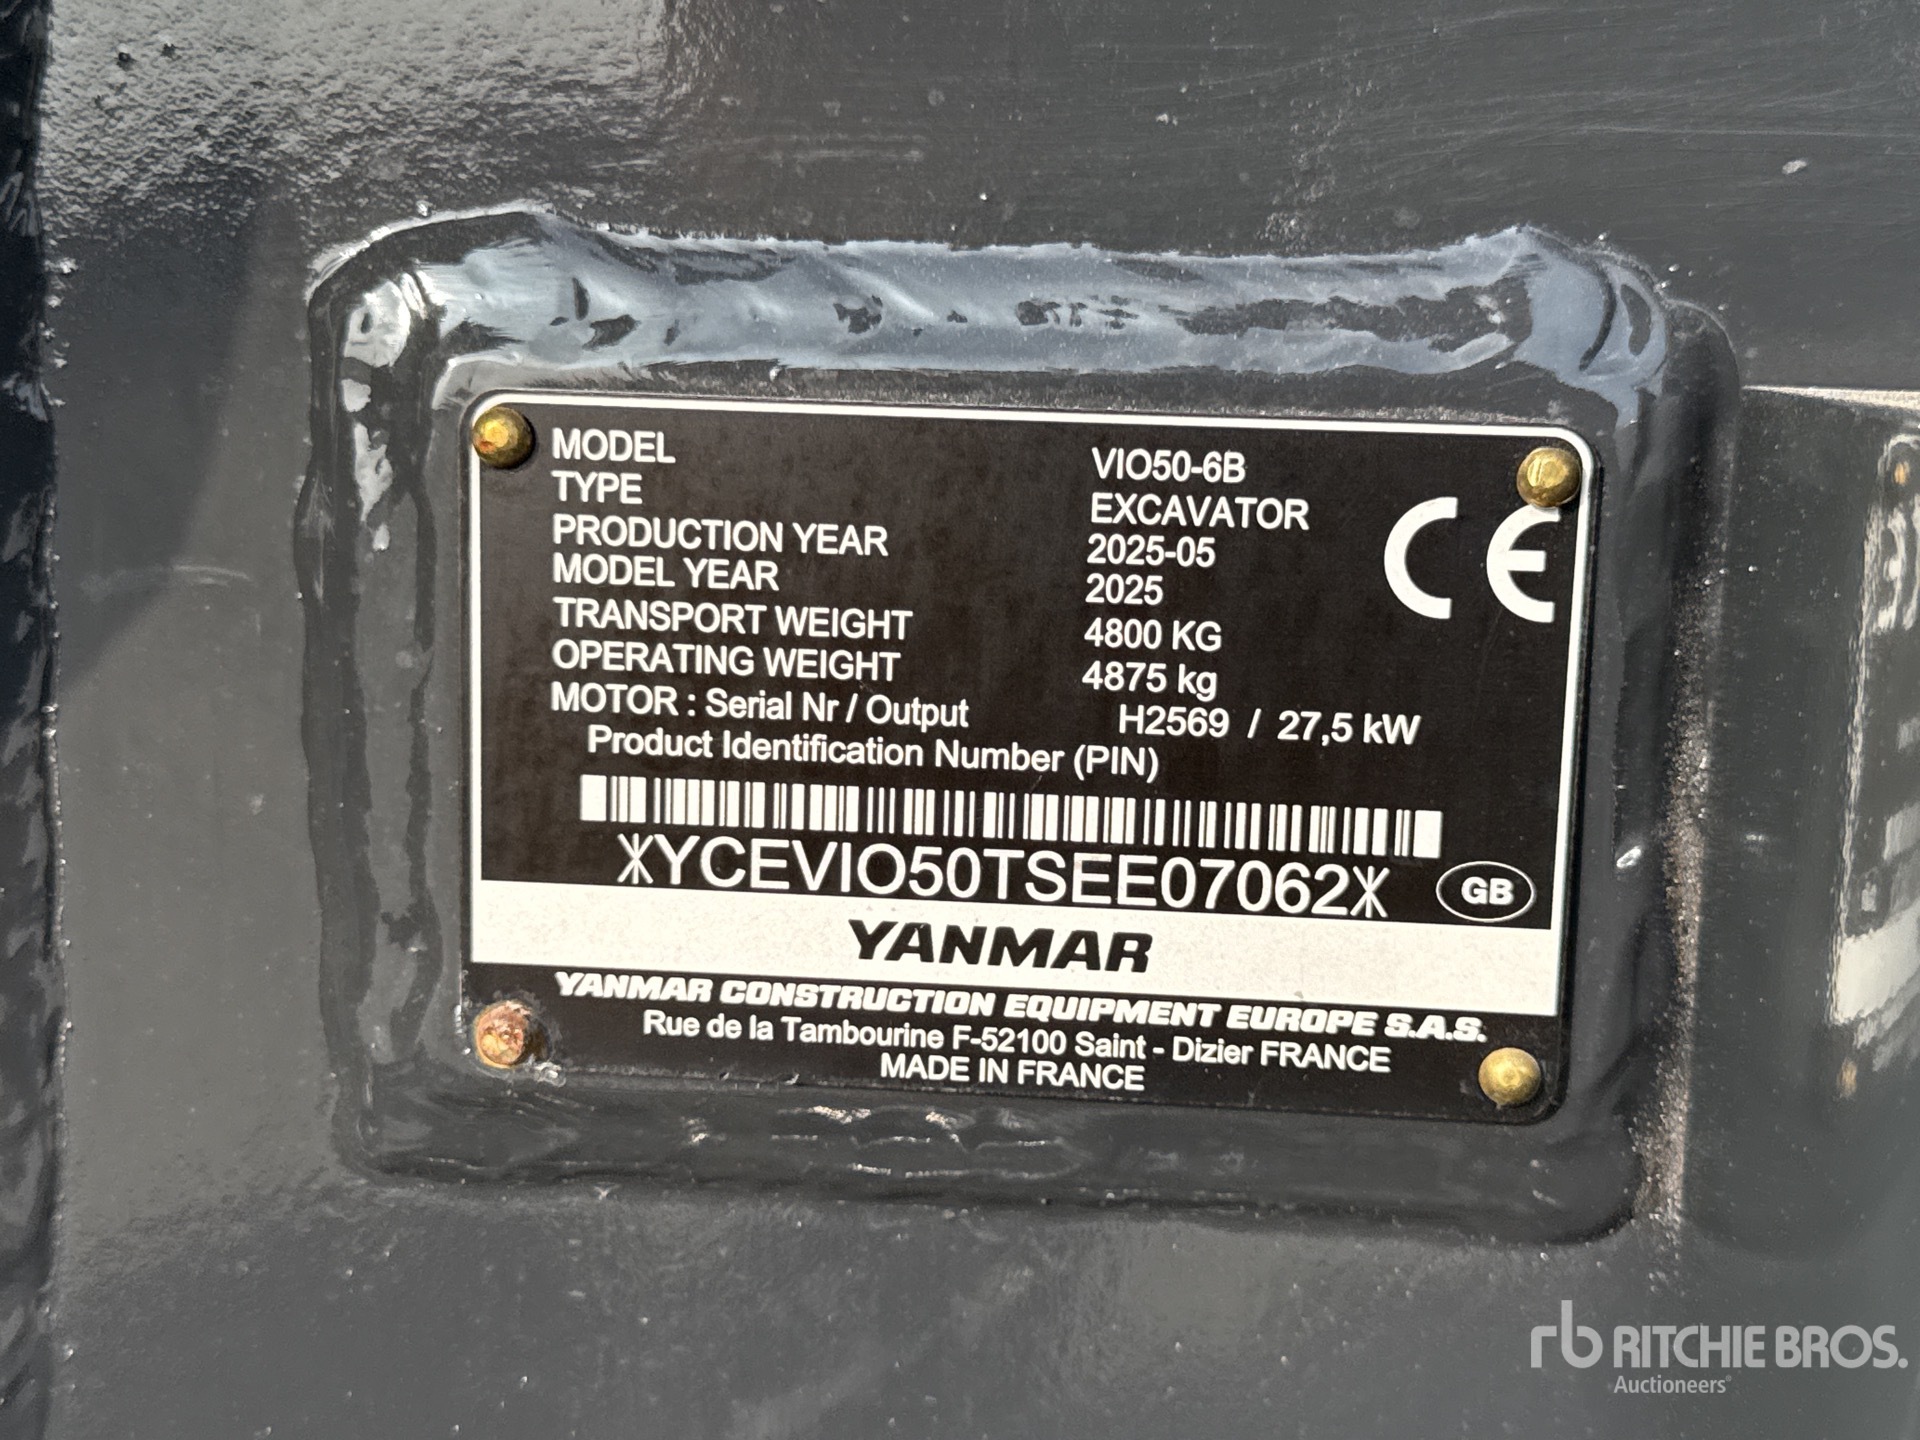 MODEL VIO50-6B
TYPE EXCAVATOR
PRODUCTION YEAR 2025-05
MODEL YEAR 2025
TRANSPORT WEIGHT 4800 KG
OPERATING WEIGHT 4875 kg
MOTOR : Serial Nr / Output H2569 / 27,5 kW
CE
Product Identification Number (PIN)
YCEVIO50TSEE07062
GB
YANMAR
YANMAR CONSTRUCTION EQUIPMENT EUROPE S.A.S.
Rue de la Tambourine F-52100 Saint - Dizier FRANCE
MADE IN FRANCE
rb RITCHIE BROS.
Auctioneers